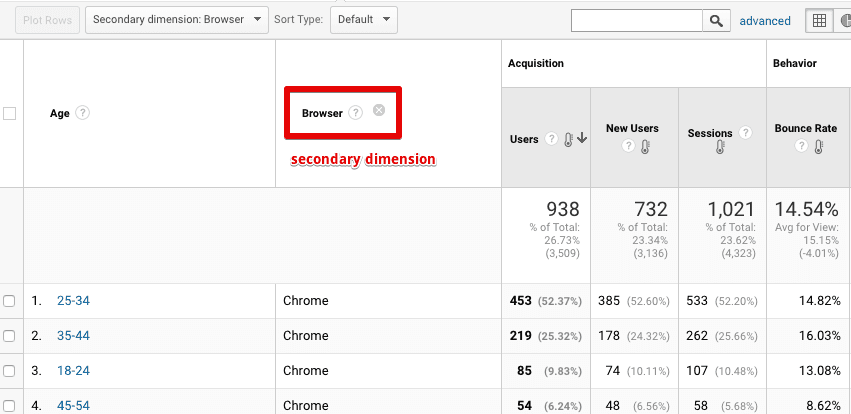 Plot Rows Secondary dimension: Browser Sort Type: Default advanced
Acquisition Behavior
Age ? Browser ? Users ? New Users ? Sessions ? Bounce Rate ?
secondary dimension
938 732 1,021 14.54%
% of Total: % of Total: % of Total: Avg for View:
26.73% 23.34% 23.62% 15.15%
(3,509) (3,136) (4,323) (-4.01%)
1. 25-34 Chrome 453 (52.37%) 385 (52.60%) 533 (52.20%) 14.82%
2. 35-44 Chrome 219 (25.32%) 178 (24.32%) 262 (25.66%) 16.03%
3. 18-24 Chrome 85 (9.83%) 74 (10.11%) 107 (10.48%) 13.08%
4. 45-54 Chrome 54 (6.24%) 48 (6.56%) 58 (5.68%) 8.62%